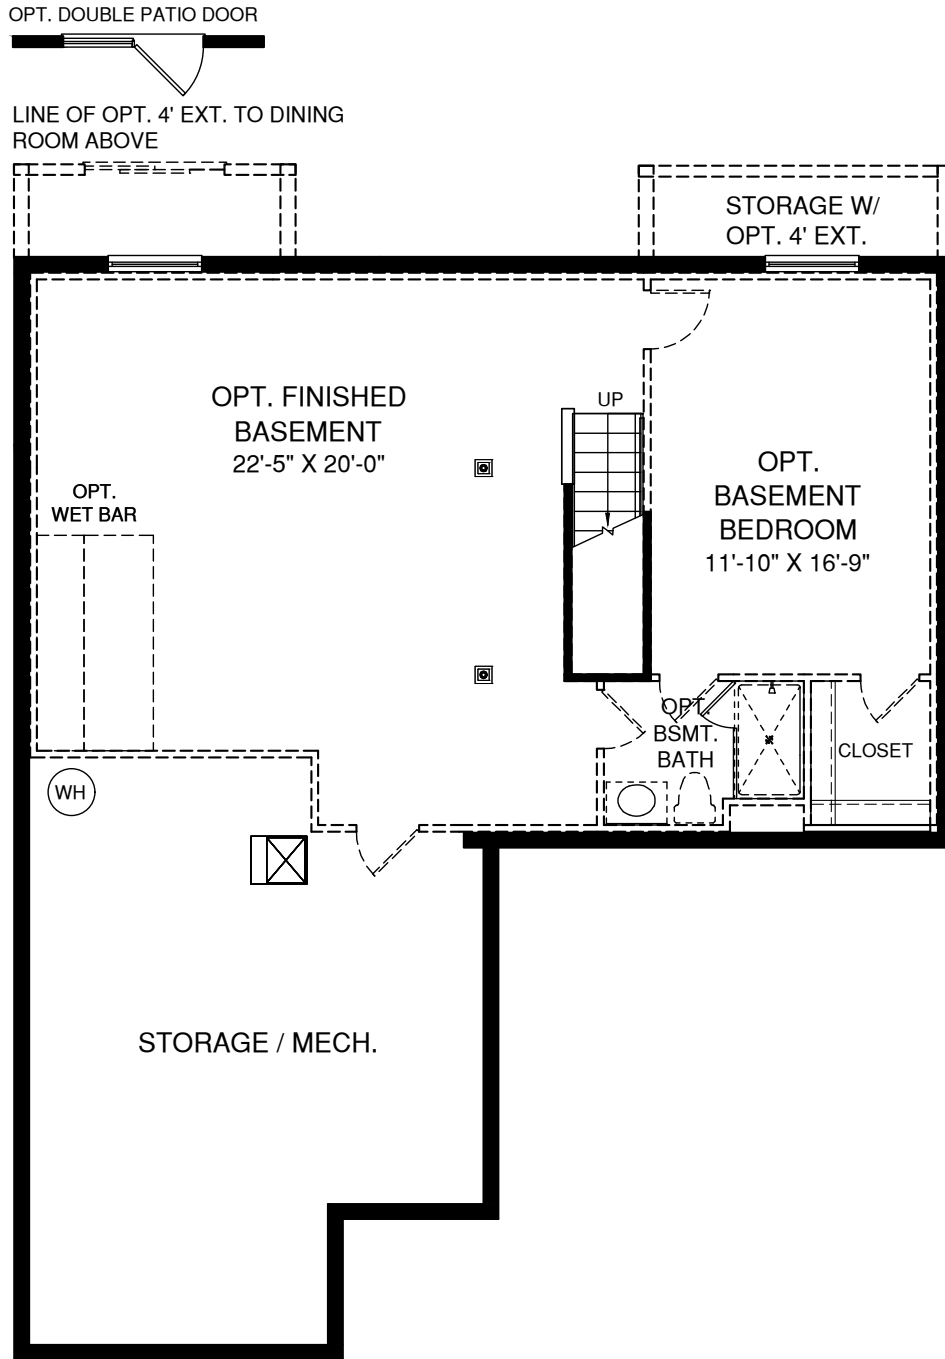 OPT. DOUBLE PATIO DOOR
LINE OF OPT. 4' EXT. TO DINING
ROOM ABOVE
STORAGE W/
OPT. 4' EXT.
OPT. FINISHED
BASEMENT
22'-5" X 20'-0"
UP
OPT.
BASEMENT
BEDROOM
11'-10" X 16'-9"
OPT.
WET BAR
OPT.
BSMT.
BATH
CLOSET
WH
STORAGE / MECH.